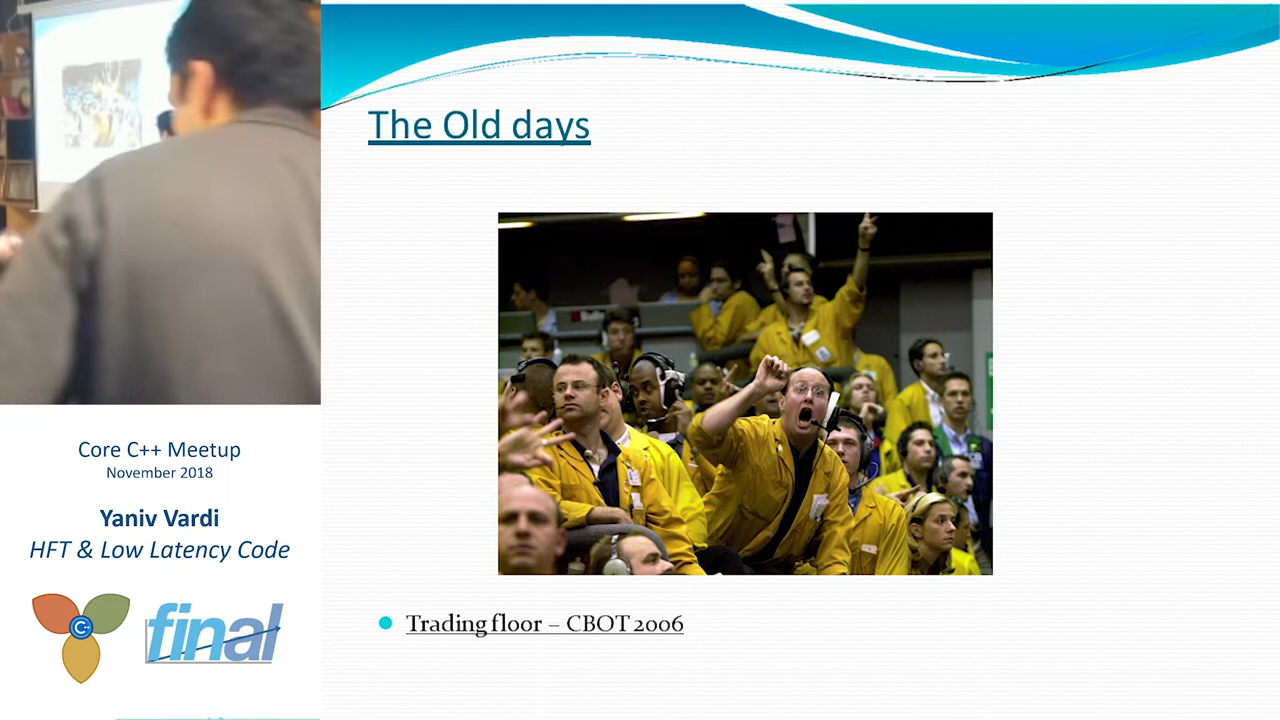 The Old days
Trading floor – CBOT 2006
Core C++ Meetup
November 2018
Yaniv Vardi
HFT & Low Latency Code
C++
final